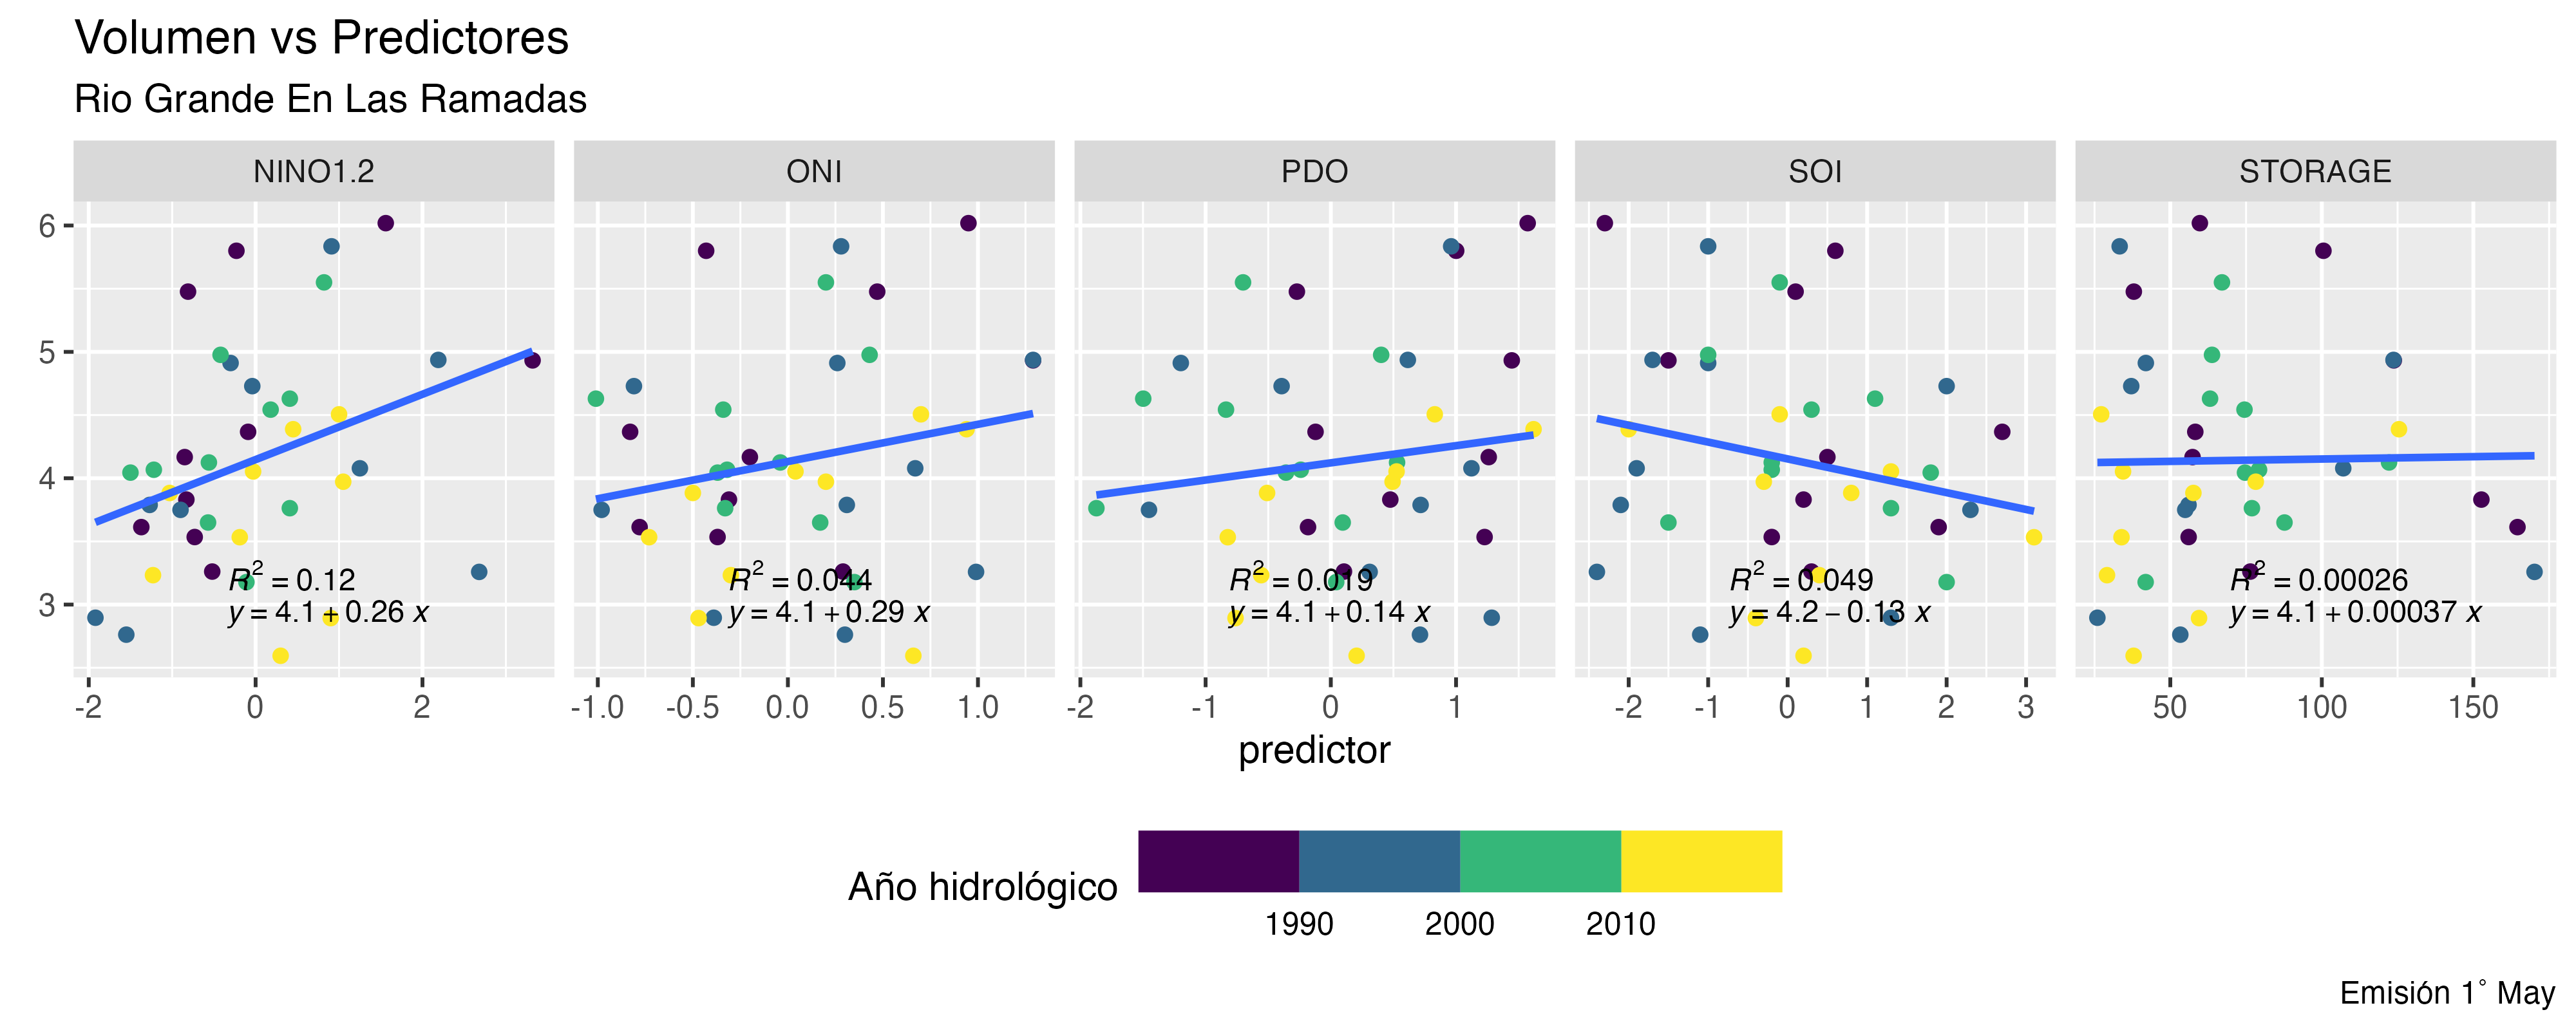 Volumen vs Predictores
Rio Grande En Las Ramadas
NINO1.2 ONI PDO SOI STORAGE
6
5
4
3
R² = 0.12 R² = 0.044 R² = 0.019 R² = 0.049 R² = 0.00026
y = 4.1 + 0.26 x y = 4.1 + 0.29 x y = 4.1 + 0.14 x y = 4.2 − 0.13 x y = 4.1 + 0.00037 x
-2 0 2 -1.0 -0.5 0.0 0.5 1.0 -2 -1 0 1 -2 -1 0 1 2 3 50 100 150
predictor
Año hidrológico
1990 2000 2010
Emisión 1° May